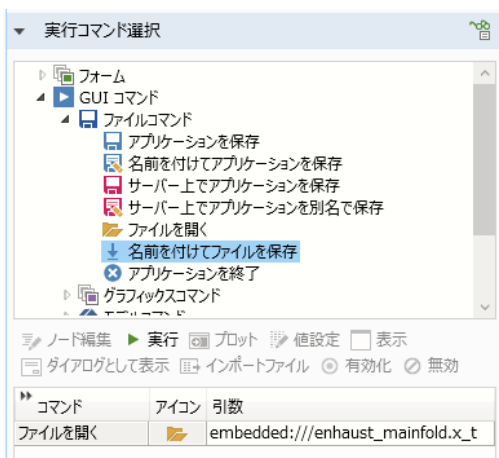 実行コマンド選択
フォーム
GUI コマンド
ファイルコマンド
アプリケーションを保存
名前を付けてアプリケーションを保存
サーバー上でアプリケーションを保存
サーバー上でアプリケーションを別名で保存
ファイルを開く
名前を付けてファイルを保存
アプリケーションを終了
グラフィックスコマンド
モデルコマンド
ノード編集 実行 プロット 値設定 表示
ダイアログとして表示 インポートファイル 有効化 無効
コマンド アイコン 引数
ファイルを開く embedded:///enhaust_mainfold.x_t